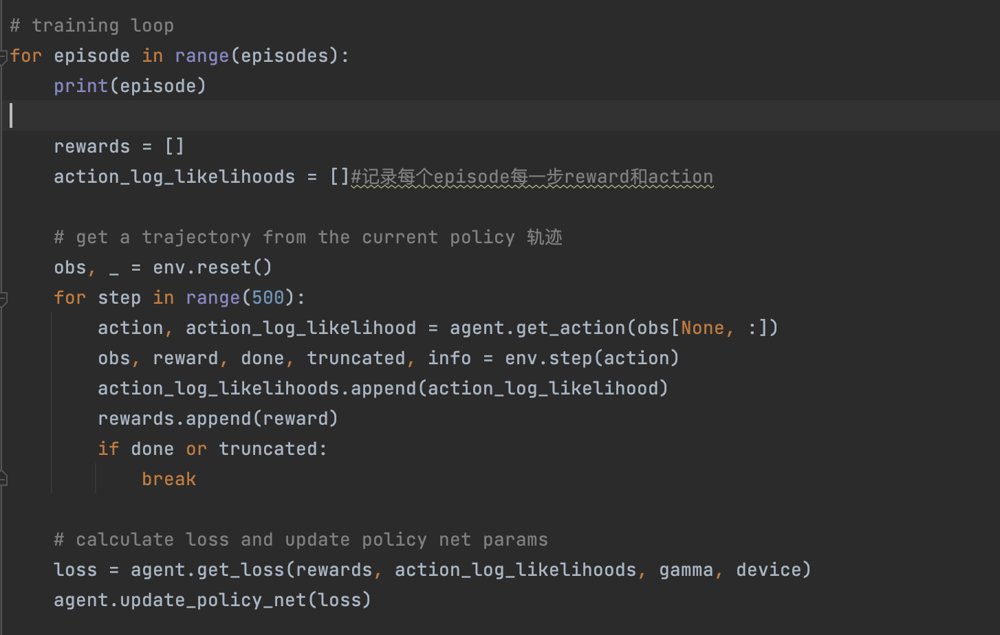 # training loop
for episode in range(episodes):
    print(episode)

    rewards = []
    action_log_likelihoods = []#记录每个episode每一步reward和action

    # get a trajectory from the current policy 轨迹
    obs, _ = env.reset()
    for step in range(500):
        action, action_log_likelihood = agent.get_action(obs[None, :])
        obs, reward, done, truncated, info = env.step(action)
        action_log_likelihoods.append(action_log_likelihood)
        rewards.append(reward)
        if done or truncated:
            break

    # calculate loss and update policy net params
    loss = agent.get_loss(rewards, action_log_likelihoods, gamma, device)
    agent.update_policy_net(loss)